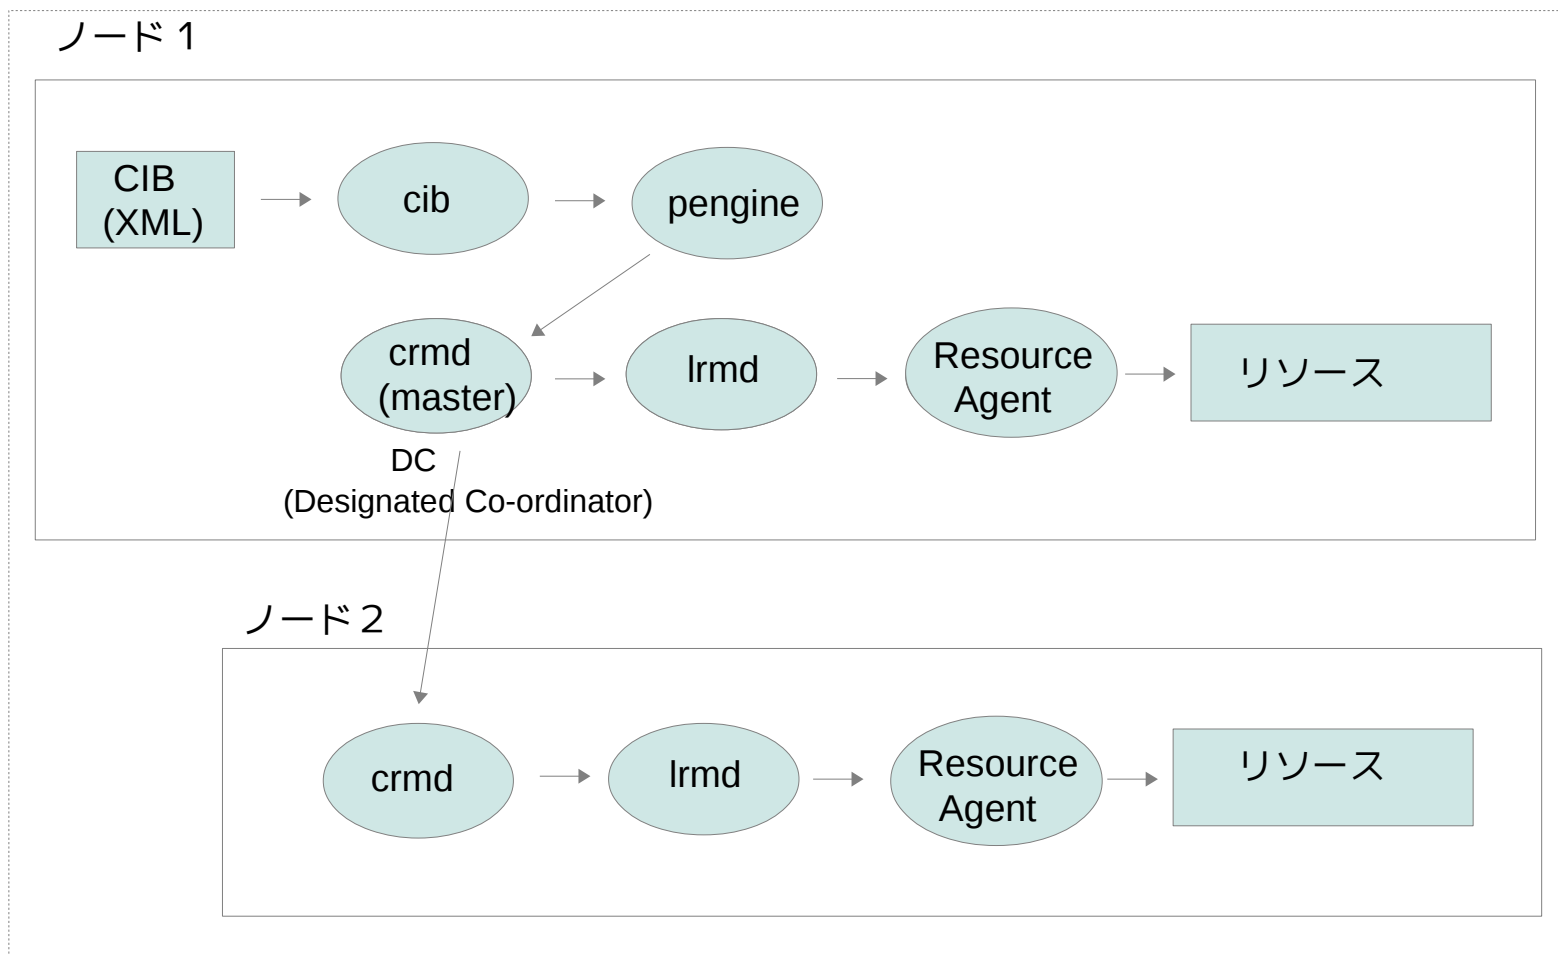 ノード 1
CIB
(XML)
cib
pengine
crmd
(master)
lrmd
Resource
Agent
リソース
DC
(Designated Co-ordinator)
ノード２
crmd
lrmd
Resource
Agent
リソース